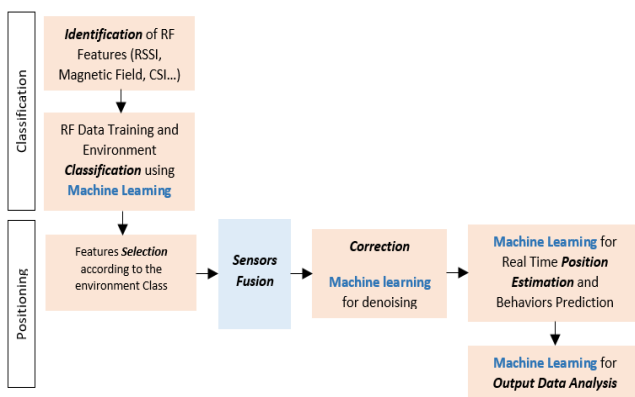 Classification
Identification of RF
Features (RSSI,
Magnetic Field, CSI...)
RF Data Training and
Environment
Classification using
Machine Learning
Positioning
Features Selection
according to the
environment Class
Sensors
Fusion
Correction
Machine learning
for denoising
Machine Learning for
Real Time Position
Estimation and
Behaviors Prediction
Machine Learning for
Output Data Analysis